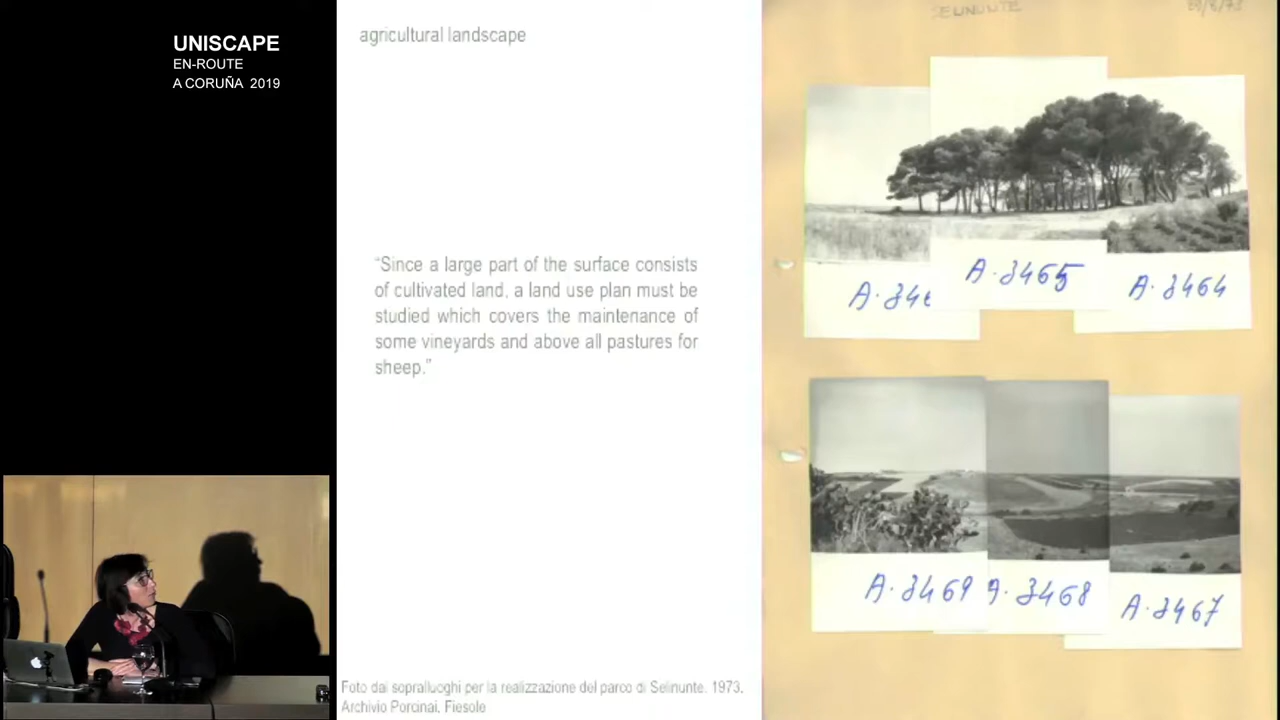 UNISCAPE
EN-ROUTE
A CORUÑA 2019
agricultural landscape
“Since a large part of the surface consists
of cultivated land, a land use plan must be
studied which covers the maintenance of
some vineyards and above all pastures for
sheep.”
Foto dai sopralluoghi per la realizzazione del parco di Selinunte. 1973,
Archivio Porcinai, Fiesole
SELINUNTE
A. 346
A. 3465
A. 3464
A. 3469
A. 3468
A. 3467